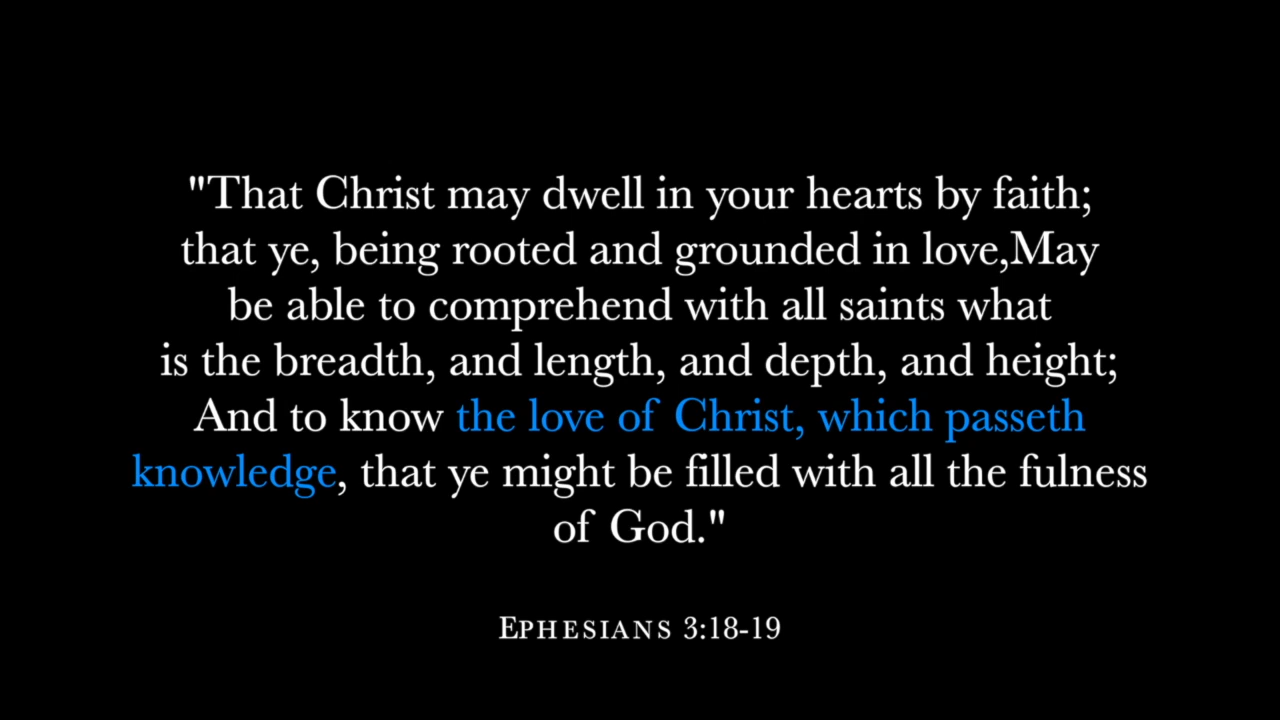 "That Christ may dwell in your hearts by faith;
that ye, being rooted and grounded in love,May
be able to comprehend with all saints what
is the breadth, and length, and depth, and height;
And to know the love of Christ, which passeth
knowledge, that ye might be filled with all the fulness
of God."
EPHESIANS 3:18-19